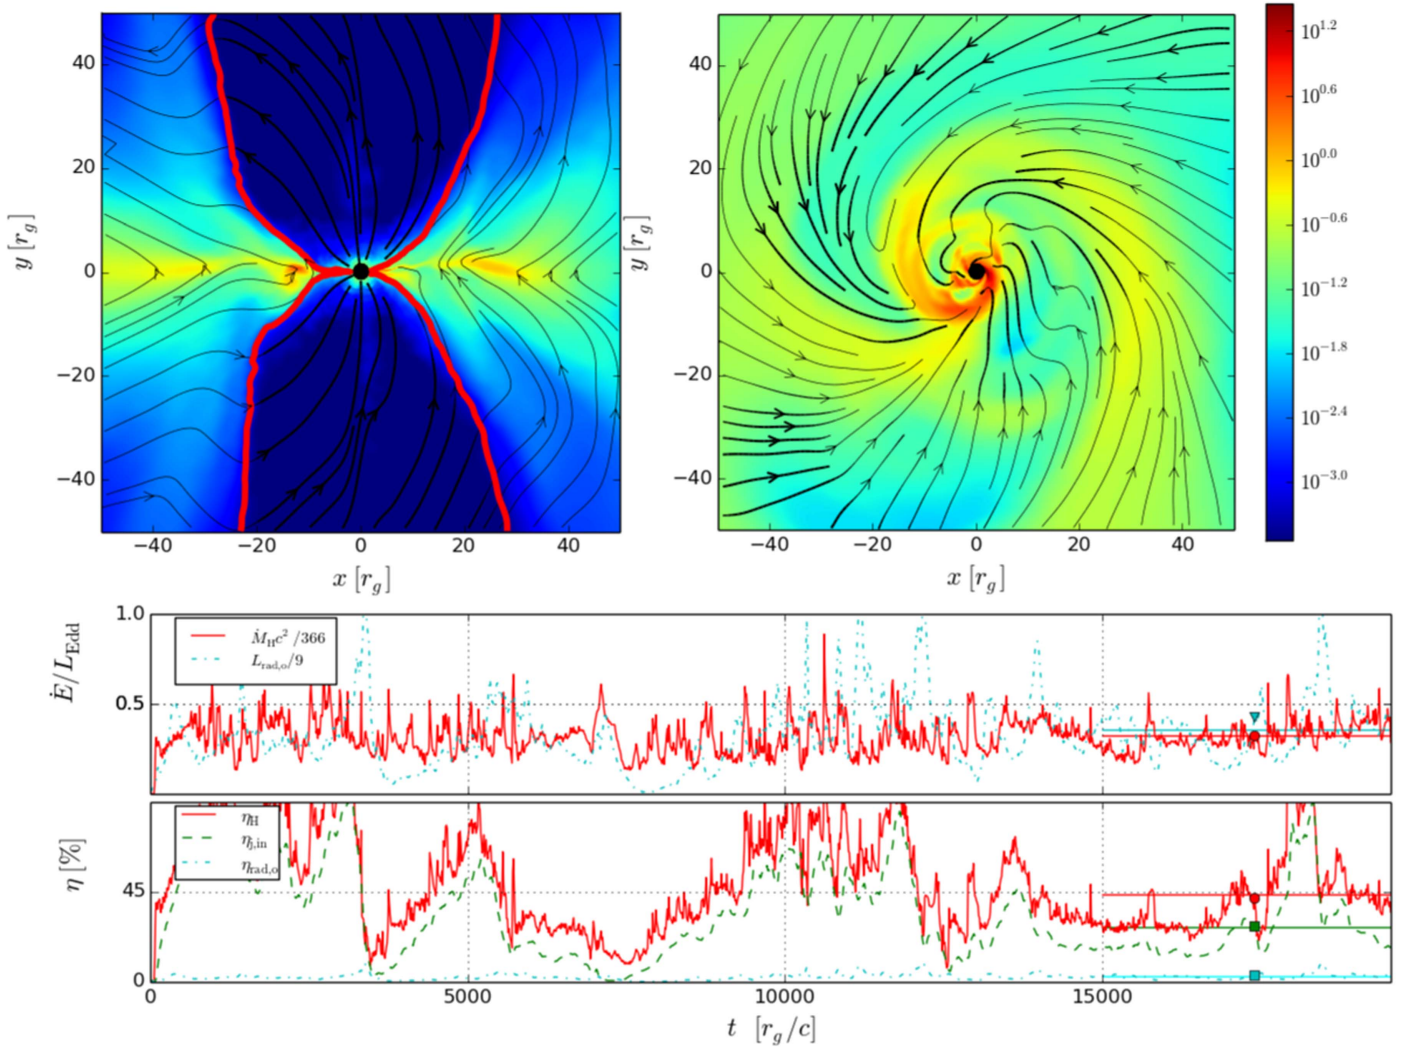 40
20
0
−20
−40
y [r_g]
−40 −20 0 20 40
x [r_g]
40
20
0
−20
−40
y [r_g]
−40 −20 0 20 40
x [r_g]
10^1.2
10^0.6
10^0.0
10^−0.6
10^−1.2
10^−1.8
10^−2.4
10^−3.0
1.0
0.5
Ė/L_Edd
Ṁ_H c² /366
L_rad,o/9
45
0
η [%]
η_H
η_j,in
η_rad,o
0 5000 10000 15000
t [r_g/c]